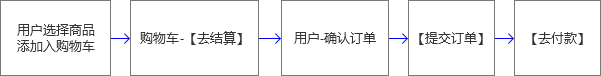 用户选择商品
添加入购物车
购物车-【去结算】
用户-确认订单
【提交订单】
【去付款】